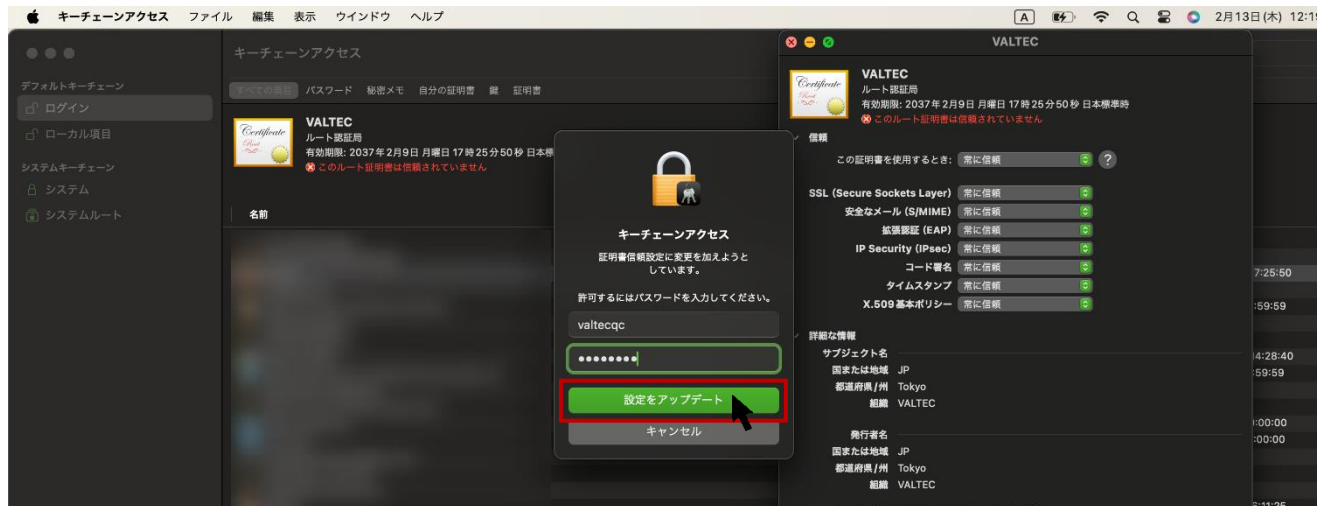 キーチェーンアクセス ファイル 編集 表示 ウインドウ ヘルプ
A
2月13日(木) 12:19
キーチェーンアクセス
デフォルトキーチェーン
ログイン
ローカル項目
システムキーチェーン
システム
システムルート
すべての項目 パスワード 秘密メモ 自分の証明書 鍵 証明書
Certificate
Root
VALTEC
ルート認証局
有効期限: 2037年2月9日 月曜日 17時25分50秒 日本標
このルート証明書は信頼されていません
名前
キーチェーンアクセス
証明書信頼設定に変更を加えようと
しています。
許可するにはパスワードを入力してください。
valtecqc
••••••••
設定をアップデート
キャンセル
VALTEC
Certificate
Root
VALTEC
ルート認証局
有効期限: 2037年2月9日 月曜日 17時25分50秒 日本標準時
このルート証明書は信頼されていません
信頼
この証明書を使用するとき: 常に信頼 ?
SSL (Secure Sockets Layer) 常に信頼
安全なメール (S/MIME) 常に信頼
拡張認証 (EAP) 常に信頼
IP Security (IPsec) 常に信頼
コード署名 常に信頼
タイムスタンプ 常に信頼
X.509基本ポリシー 常に信頼
詳細な情報
サブジェクト名
国または地域 JP
都道府県/州 Tokyo
組織 VALTEC
発行者名
国または地域 JP
都道府県/州 Tokyo
組織 VALTEC
7:25:50
:59:59
4:28:40
:59:59
:00:00
:00:00